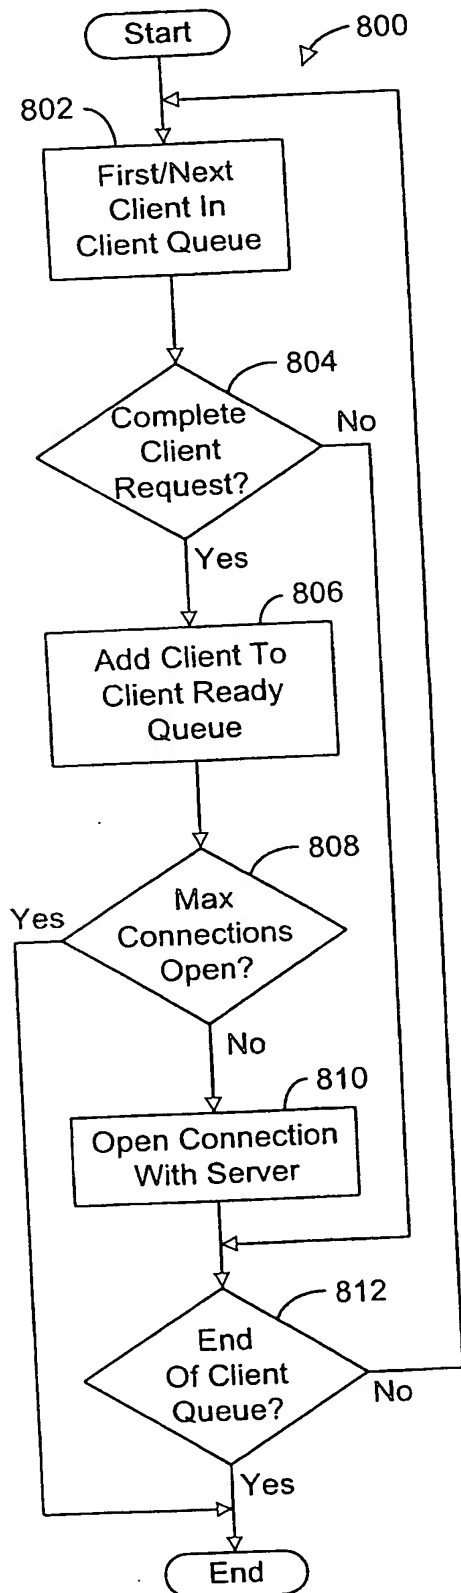 Start
800
802
First/Next
Client In
Client Queue
804
Complete
Client
Request?
No
Yes
806
Add Client To
Client Ready
Queue
808
Yes
Max
Connections
Open?
No
810
Open Connection
With Server
812
End
Of Client
Queue?
No
Yes
End